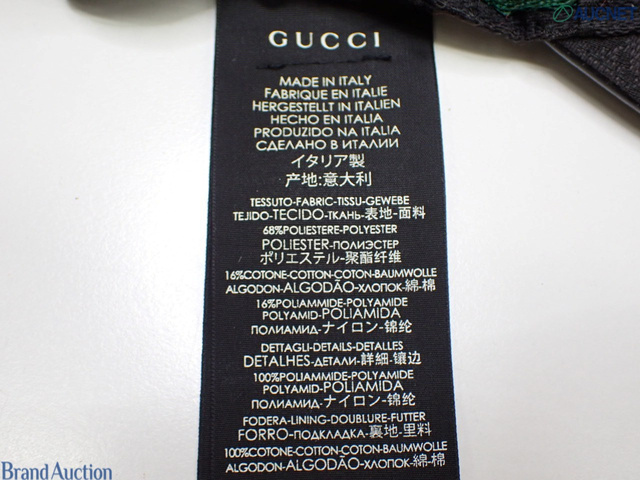 GUCCI
MADE IN ITALY
FABRIQUE EN ITALIE
HERGESTELLT IN ITALIEN
HECHO EN ITALIA
PRODUZIDO NA ITALIA
СДЕЛАНО В ИТАЛИИ
イタリア製
产地:意大利
TESSUTO-FABRIC-TISSU-GEWEBE
TEJIDO-TECIDO-ТКАНЬ-表地-面料
68%POLIESTERE-POLYESTER
POLIESTER-ПОЛИЭСТЕР
ポリエステル-聚酯纤维
16%COTONE-COTTON-COTON-BAUMWOLLE
ALGODON-ALGODÃO-ХЛОПОК-綿-棉
16%POLIAMMIDE-POLYAMIDE
POLYAMID-POLIAMIDA
ПОЛИАМИД-ナイロン-锦纶
DETTAGLI-DETAILS-DETALLES
DETALHES-ДЕТАЛИ-詳細-镶边
100%POLIAMMIDE-POLYAMIDE
POLYAMID-POLIAMIDA
ПОЛИАМИД-ナイロン-锦纶
FODERA-LINING-DOUBLURE-FUTTER
FORRO-ПОДКЛАДКА-裏地-里料
100%COTONE-COTTON-COTON-BAUMWOLLE
ALGODON-ALGODÃO-ХЛОПОК-綿-棉
Brand Auction